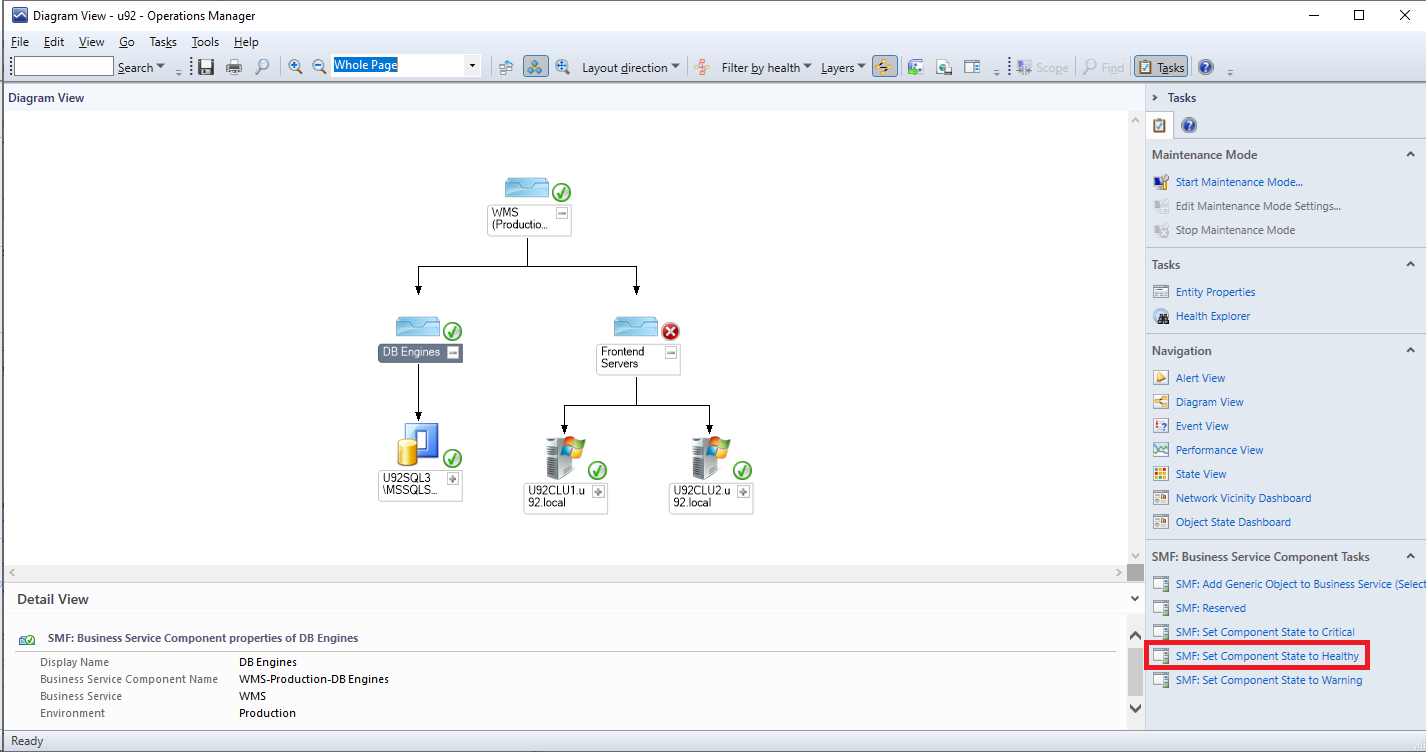 Diagram View - u92 - Operations Manager
File Edit View Go Tasks Tools Help
Search Whole Page Layout direction Filter by health Layers Scope Find Tasks
Diagram View
WMS
(Productio...
DB Engines
Frontend
Servers
U92SQL3
\MSSQLS...
U92CLU1.u
92.local
U92CLU2.u
92.local
Detail View
SMF: Business Service Component properties of DB Engines
Display Name DB Engines
Business Service Component Name WMS-Production-DB Engines
Business Service WMS
Environment Production
Tasks
Maintenance Mode
Start Maintenance Mode...
Edit Maintenance Mode Settings...
Stop Maintenance Mode
Tasks
Entity Properties
Health Explorer
Navigation
Alert View
Diagram View
Event View
Performance View
State View
Network Vicinity Dashboard
Object State Dashboard
SMF: Business Service Component Tasks
SMF: Add Generic Object to Business Service (Select
SMF: Reserved
SMF: Set Component State to Critical
SMF: Set Component State to Healthy
SMF: Set Component State to Warning
Ready